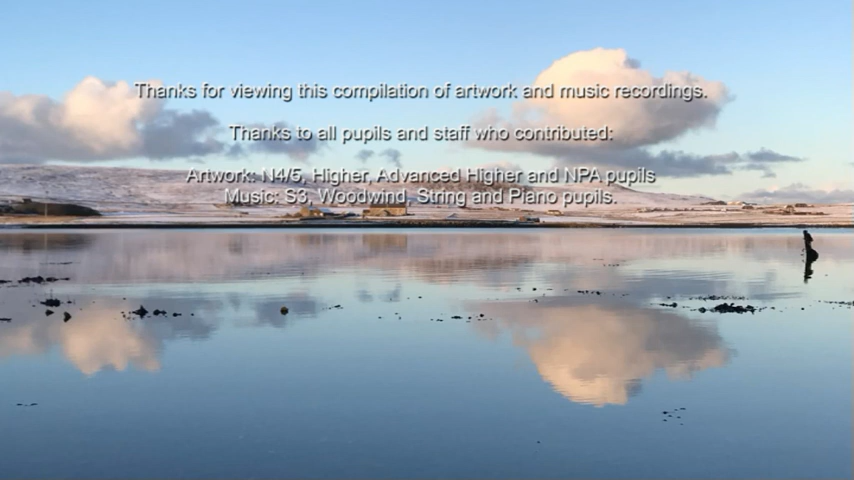 Thanks for viewing this compilation of artwork and music recordings.
Thanks to all pupils and staff who contributed:
Artwork: N4/5, Higher, Advanced Higher and NPA pupils
Music: S3, Woodwind, String and Piano pupils.